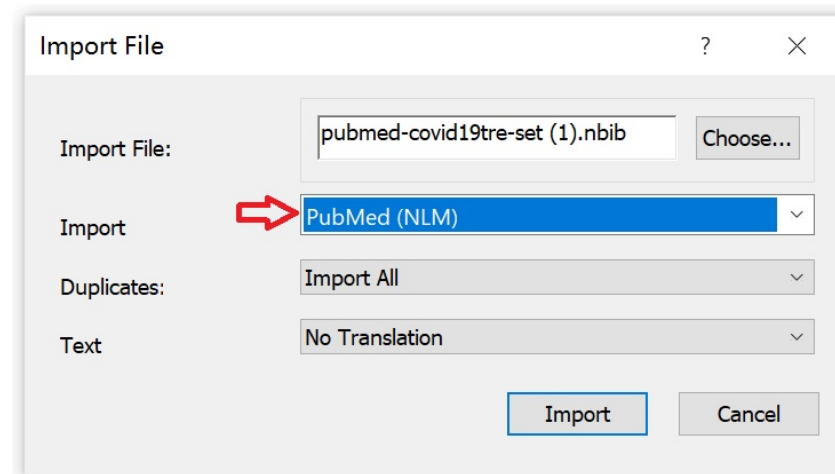 Import File
?
Import File:
pubmed-covid19tre-set (1).nbib
Choose...
Import
PubMed (NLM)
Duplicates:
Import All
Text
No Translation
Import
Cancel